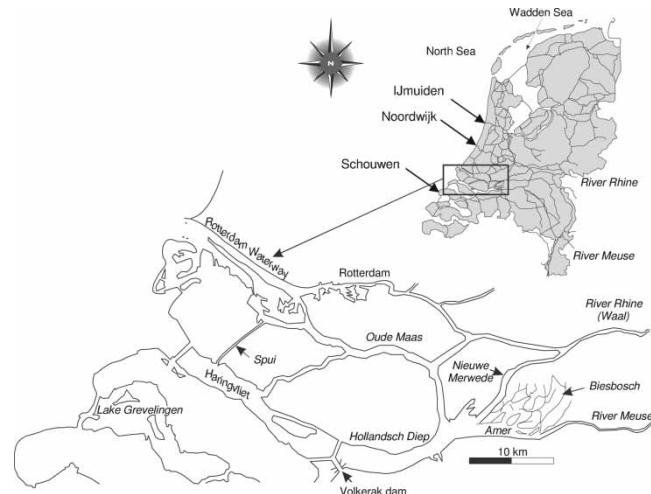 Wadden Sea
North Sea
N
IJmuiden
Noordwijk
Schouwen
River Rhine
River Meuse
Rotterdam Waterway
Rotterdam
River Rhine
(Waal)
Oude Maas
Spui
Nieuwe
Merwede
Haringvliet
Biesbosch
Lake Grevelingen
River Meuse
Amer
Hollandsch Diep
10 km
Volkerak dam